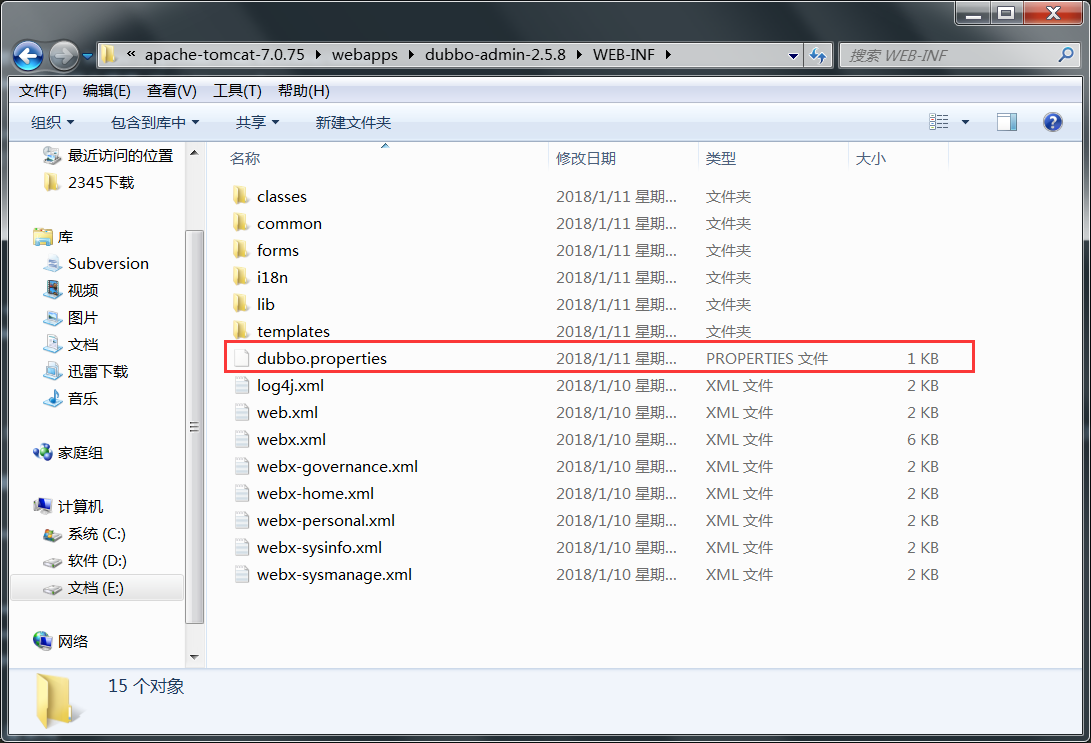 « apache-tomcat-7.0.75 ▸ webapps ▸ dubbo-admin-2.5.8 ▸ WEB-INF ▸ 搜索 WEB-INF
文件(F) 编辑(E) 查看(V) 工具(T) 帮助(H)
组织 包含到库中 共享 新建文件夹
最近访问的位置
2345下载
库
Subversion
视频
图片
文档
迅雷下载
音乐
家庭组
计算机
系统 (C:)
软件 (D:)
文档 (E:)
网络
名称 修改日期 类型 大小
classes 2018/1/11 星期... 文件夹
common 2018/1/11 星期... 文件夹
forms 2018/1/11 星期... 文件夹
i18n 2018/1/11 星期... 文件夹
lib 2018/1/11 星期... 文件夹
templates 2018/1/11 星期... 文件夹
dubbo.properties 2018/1/11 星期... PROPERTIES 文件 1 KB
log4j.xml 2018/1/10 星期... XML 文件 2 KB
web.xml 2018/1/10 星期... XML 文件 2 KB
webx.xml 2018/1/10 星期... XML 文件 6 KB
webx-governance.xml 2018/1/10 星期... XML 文件 2 KB
webx-home.xml 2018/1/10 星期... XML 文件 2 KB
webx-personal.xml 2018/1/10 星期... XML 文件 2 KB
webx-sysinfo.xml 2018/1/10 星期... XML 文件 2 KB
webx-sysmanage.xml 2018/1/10 星期... XML 文件 2 KB
15 个对象